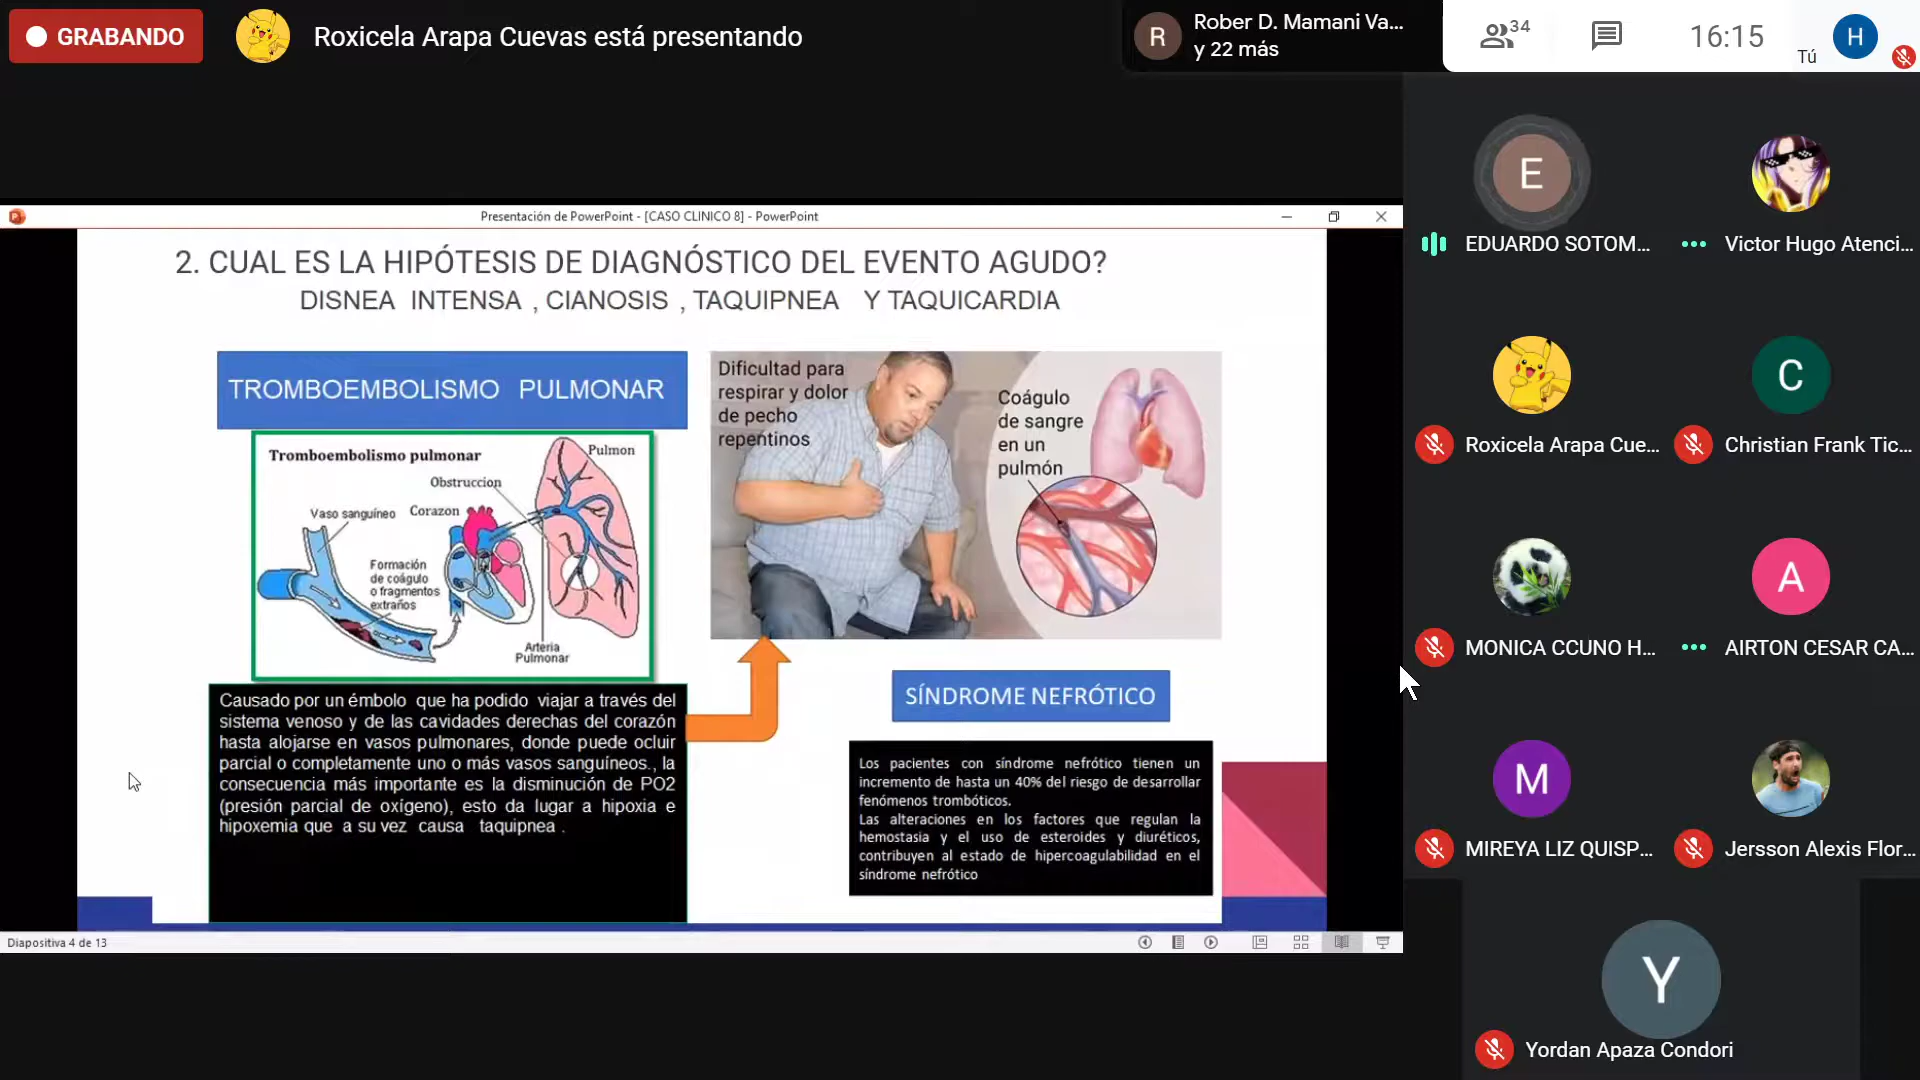 GRABANDO
Roxicela Arapa Cuevas está presentando
R
Rober D. Mamani Va...
y 22 más
34
16:15
Tú
H
Presentación de PowerPoint - [CASO CLINICO 8] - PowerPoint
2. CUAL ES LA HIPÓTESIS DE DIAGNÓSTICO DEL EVENTO AGUDO?
DISNEA INTENSA , CIANOSIS , TAQUIPNEA Y TAQUICARDIA
TROMBOEMBOLISMO PULMONAR
Tromboembolismo pulmonar
Pulmon
Obstruccion
Vaso sanguíneo
Corazon
Formación
de coágulo
o fragmentos
extraños
Arteria
Pulmonar
Dificultad para
respirar y dolor
de pecho
repentinos
Coágulo
de sangre
en un
pulmón
Causado por un émbolo que ha podido viajar a través del
sistema venoso y de las cavidades derechas del corazón
hasta alojarse en vasos pulmonares, donde puede ocluir
parcial o completamente uno o más vasos sanguíneos., la
consecuencia más importante es la disminución de PO2
(presión parcial de oxígeno), esto da lugar a hipoxia e
hipoxemia que a su vez causa taquipnea .
SÍNDROME NEFRÓTICO
Los pacientes con síndrome nefrótico tienen un
incremento de hasta un 40% del riesgo de desarrollar
fenómenos trombóticos.
Las alteraciones en los factores que regulan la
hemostasia y el uso de esteroides y diuréticos,
contribuyen al estado de hipercoagulabilidad en el
síndrome nefrótico
Diapositiva 4 de 13
E
EDUARDO SOTOM...
Victor Hugo Atenci...
Roxicela Arapa Cue...
C
Christian Frank Tic...
MONICA CCUNO H...
A
AIRTON CESAR CA...
M
MIREYA LIZ QUISP...
Jersson Alexis Flor...
Y
Yordan Apaza Condori